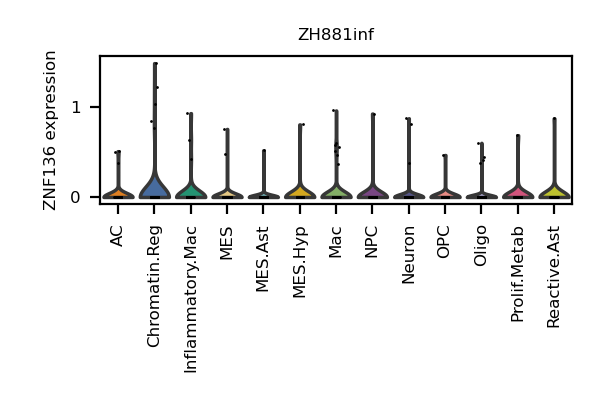 ZH881inf
ZNF136 expression
1
0
AC
Chromatin.Reg
Inflammatory.Mac
MES
MES.Ast
MES.Hyp
Mac
NPC
Neuron
OPC
Oligo
Prolif.Metab
Reactive.Ast